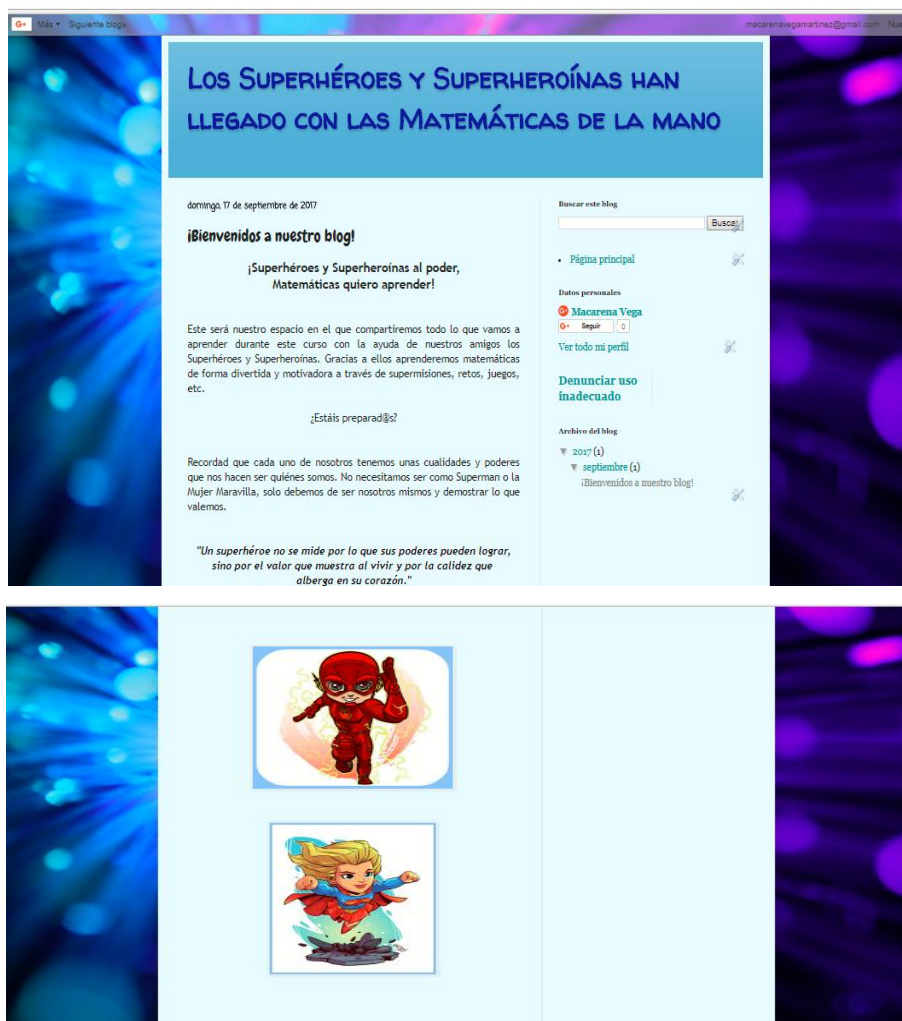 G+ Más Siguiente blog» macarenavegamartinez@gmail.com
Los Superhéroes y Superheroínas han
llegado con las Matemáticas de la mano
domingo, 17 de septiembre de 2017
¡Bienvenidos a nuestro blog!
¡Superhéroes y Superheroínas al poder,
Matemáticas quiero aprender!
Este será nuestro espacio en el que compartiremos todo lo que vamos a
aprender durante este curso con la ayuda de nuestros amigos los
Superhéroes y Superheroínas. Gracias a ellos aprenderemos matemáticas
de forma divertida y motivadora a través de supermisiones, retos, juegos,
etc.
¿Estáis preparad@s?
Recordad que cada uno de nosotros tenemos unas cualidades y poderes
que nos hacen ser quiénes somos. No necesitamos ser como Superman o la
Mujer Maravilla, solo debemos de ser nosotros mismos y demostrar lo que
valemos.
"Un superhéroe no se mide por lo que sus poderes pueden lograr,
sino por el valor que muestra al vivir y por la calidez que
alberga en su corazón."
Buscar este blog
Buscar
Página principal
Datos personales
Macarena Vega
G+ Seguir 0
Ver todo mi perfil
Denunciar uso
inadecuado
Archivo del blog
▼ 2017 (1)
▼ septiembre (1)
¡Bienvenidos a nuestro blog!